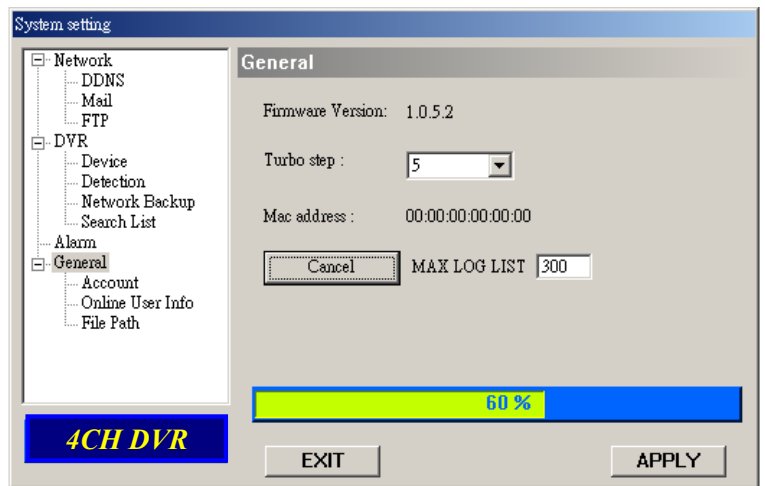 System setting
Network
DDNS
Mail
FTP
DVR
Device
Detection
Network Backup
Search List
Alarm
General
Account
Online User Info
File Path
4CH DVR
General
Firmware Version: 1.0.5.2
Turbo step : 5
Mac address : 00:00:00:00:00:00
Cancel MAX LOG LIST 300
60 %
EXIT APPLY